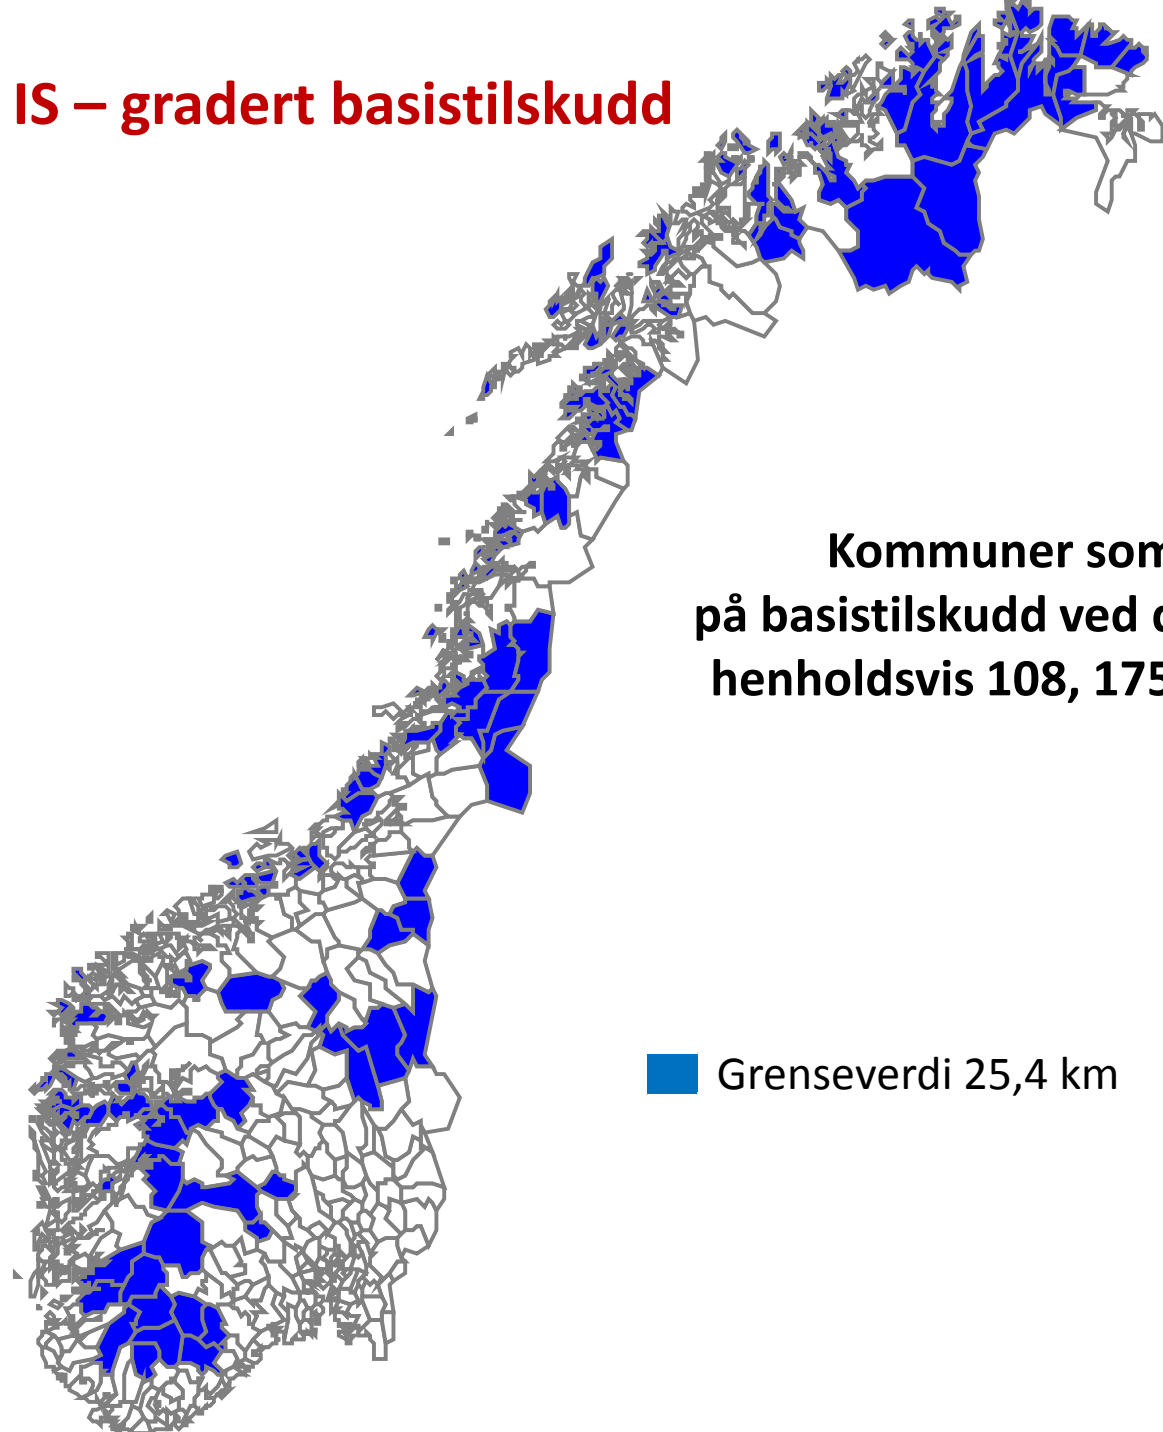 IS – gradert basistilskudd
Kommuner som
på basistilskudd ved
henholdsvis 108, 175
Grenseverdi 25,4 km